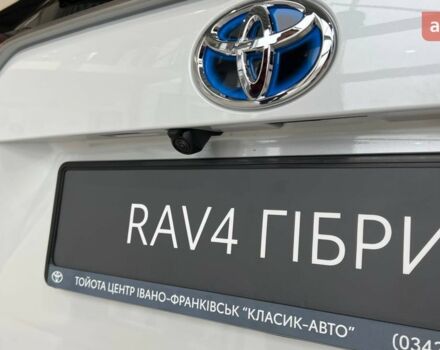 RAV4 ГІБРИ
ТОЙОТА ЦЕНТР ІВАНО-ФРАНКІВСЬК "КЛАСИК-АВТО"
(034